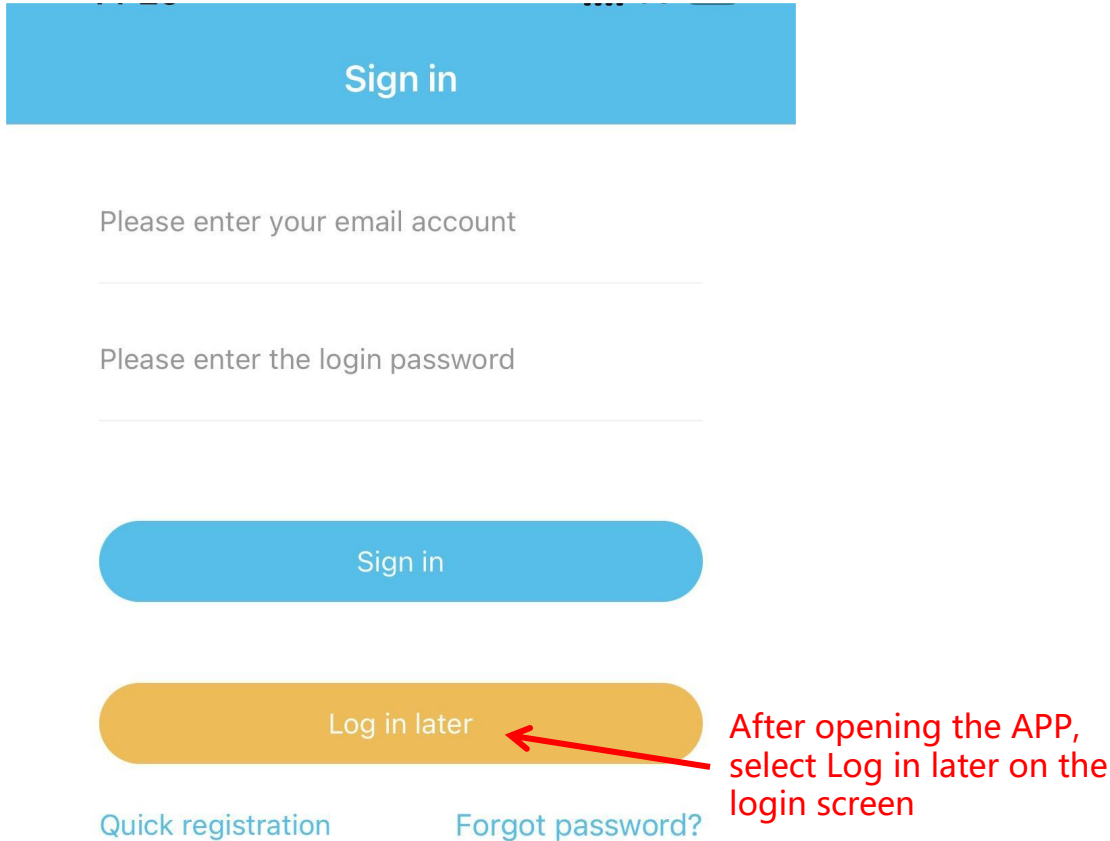 Sign in
Please enter your email account
Please enter the login password
Sign in
Log in later
After opening the APP,
select Log in later on the
login screen
Quick registration
Forgot password?